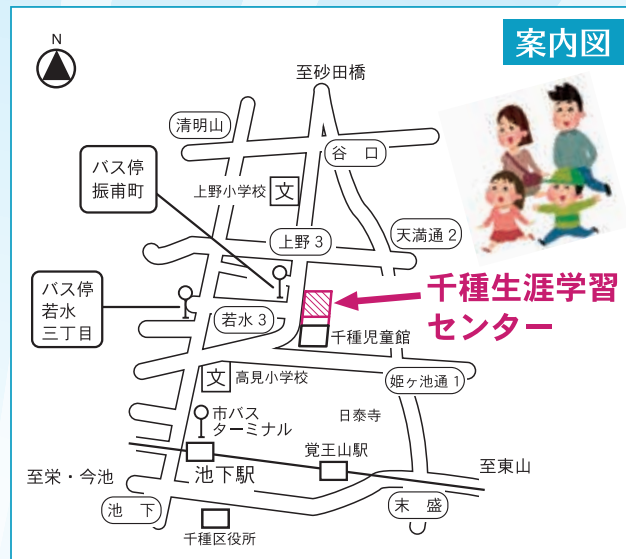 案内図
N
至砂田橋
清明山
谷 口
バス停
振甫町
上野小学校
文
上野 3
天満通 2
バス停
若水
三丁目
千種生涯学習
センター
若水 3
千種児童館
文
高見小学校
姫ヶ池通 1
市バス
ターミナル
日泰寺
覚王山駅
至栄・今池
池下駅
至東山
池 下
末 盛
千種区役所